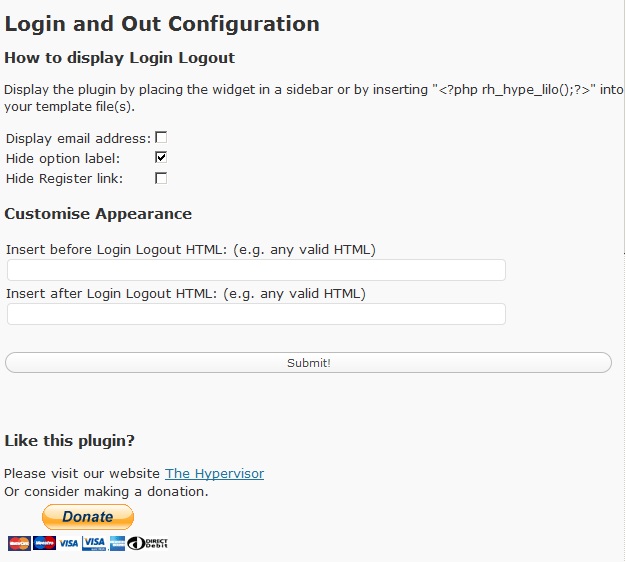 Login and Out Configuration
How to display Login Logout
Display the plugin by placing the widget in a sidebar or by inserting "<?php rh_hype_lilo();?>" into
your template file(s).
Display email address:
Hide option label:
Hide Register link:
Customise Appearance
Insert before Login Logout HTML: (e.g. any valid HTML)
Insert after Login Logout HTML: (e.g. any valid HTML)
Submit!
Like this plugin?
Please visit our website The Hypervisor
Or consider making a donation.
Donate
VISA VISA DIRECT
Debit